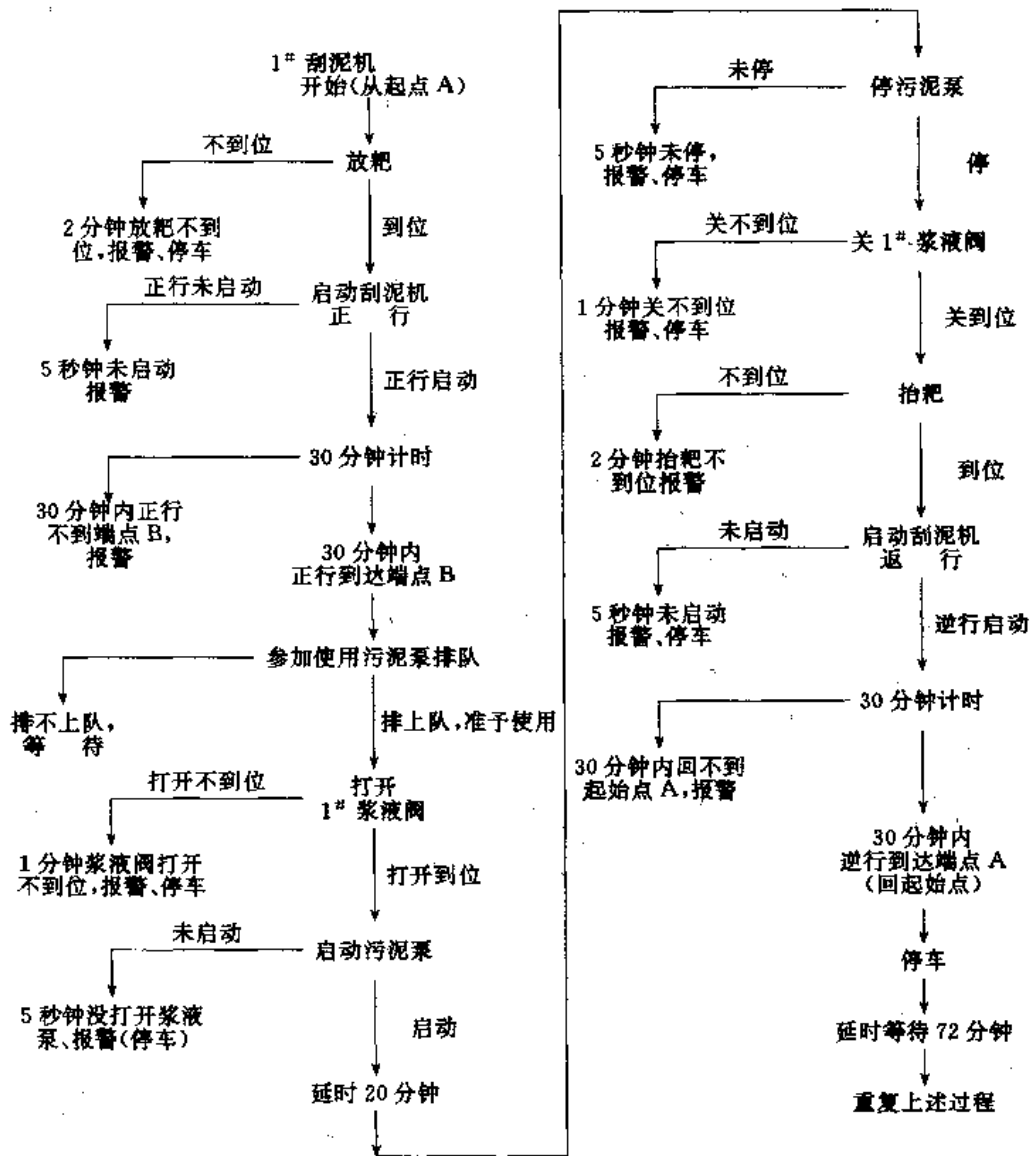 1# 刮泥机
开始(从起点 A)
不到位
放耙
2 分钟放耙不到
位,报警、停车
到位
正行未启动
启动刮泥机
正 行
5 秒钟未启动
报警
正行启动
30 分钟计时
30 分钟内正行
不到端点 B,
报警
30 分钟内
正行到达端点 B
参加使用污泥泵排队
排不上队,
等 待
排上队,准予使用
打开不到位
打开
1# 浆液阀
1 分钟浆液阀打开
不到位,报警、停车
打开到位
未启动
启动污泥泵
5 秒钟没打开浆液
泵、报警(停车)
启动
延时 20 分钟
未停
停污泥泵
5 秒钟未停,
报警、停车
停
关不到位
关 1# 浆液阀
1 分钟关不到位
报警、停车
关到位
不到位
抬耙
2 分钟抬耙不
到位报警
到位
未启动
启动刮泥机
返 行
5 秒钟未启动
报警、停车
逆行启动
30 分钟计时
30 分钟内回不到
起始点 A,报警
30 分钟内
逆行到达端点 A
(回起始点)
停车
延时等待 72 分钟
重复上述过程